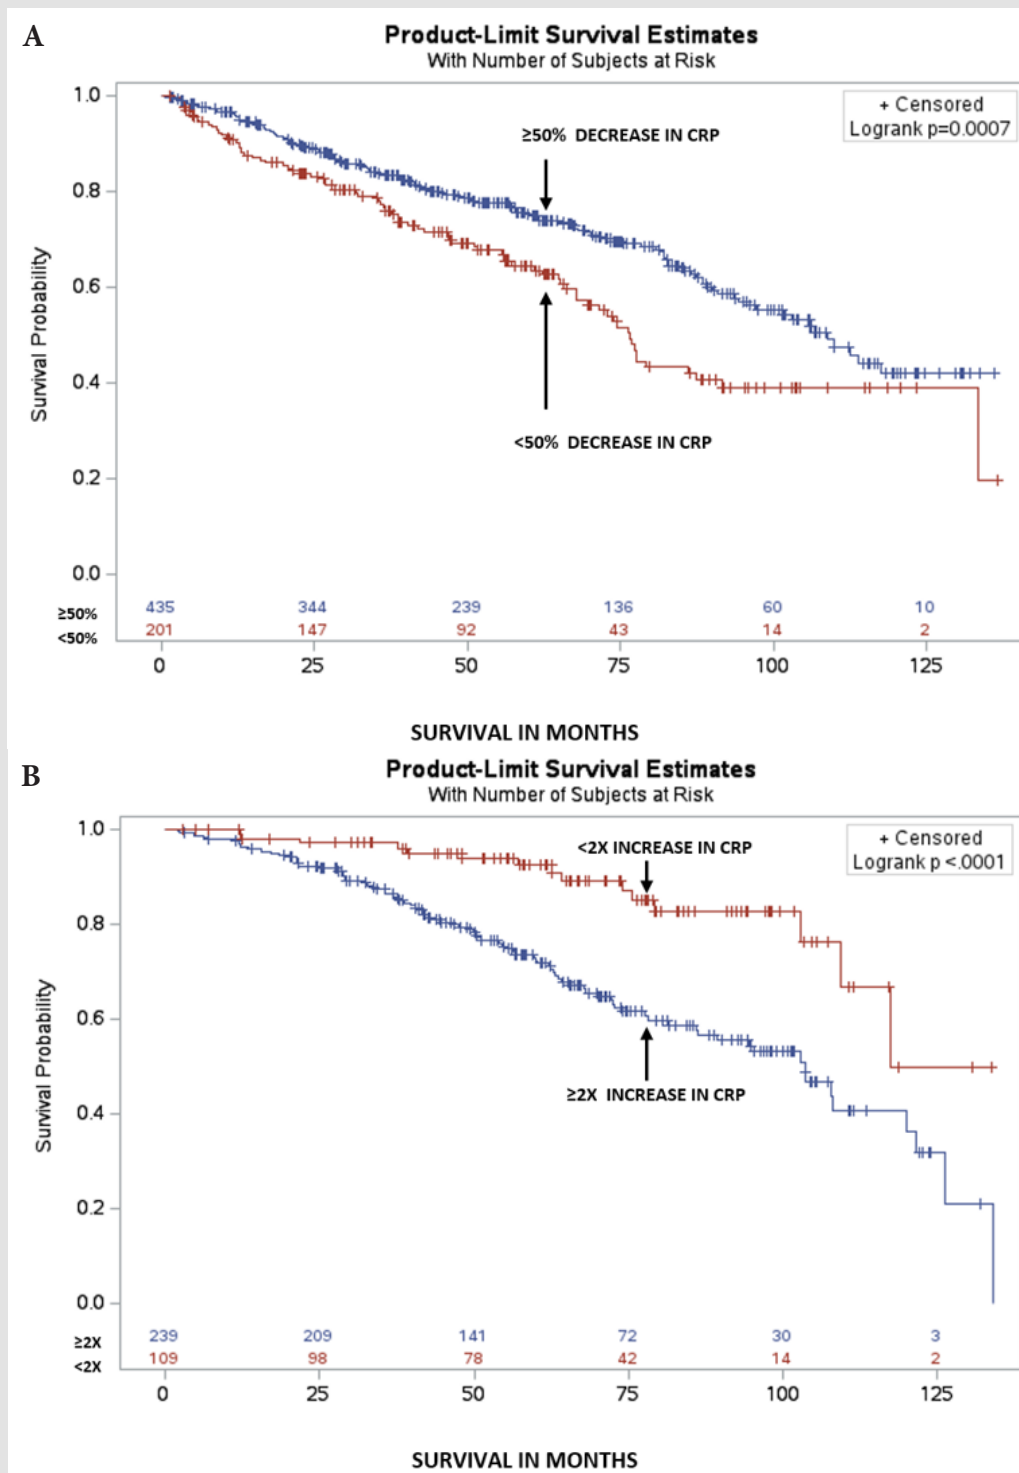 A
Product-Limit Survival Estimates
With Number of Subjects at Risk
+ Censored
Logrank p=0.0007
≥50% DECREASE IN CRP
<50% DECREASE IN CRP
Survival Probability
1.0
0.8
0.6
0.4
0.2
0.0
≥50% 435 344 239 136 60 10
<50% 201 147 92 43 14 2
0 25 50 75 100 125
SURVIVAL IN MONTHS
B
Product-Limit Survival Estimates
With Number of Subjects at Risk
+ Censored
Logrank p <.0001
<2X INCREASE IN CRP
≥2X INCREASE IN CRP
Survival Probability
1.0
0.8
0.6
0.4
0.2
0.0
≥2X 239 209 141 72 30 3
<2X 109 98 78 42 14 2
0 25 50 75 100 125
SURVIVAL IN MONTHS